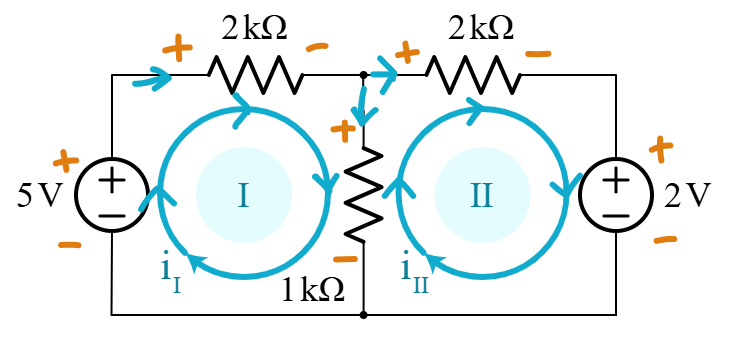 2 kΩ
2 kΩ
+ − + −
+ + +
5 V + − I II + − 2 V
− − −
i_I
i_II
1 kΩ